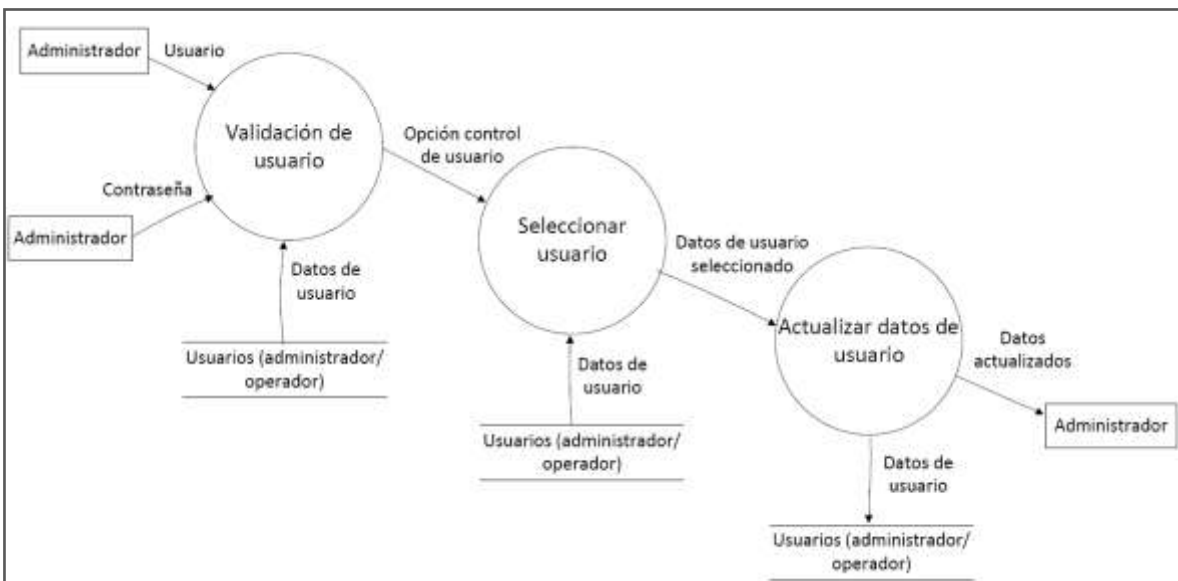 Administrador
Usuario
Validación de
usuario
Contraseña
Administrador
Datos de
usuario
Usuarios (administrador/
operador)
Opción control
de usuario
Seleccionar
usuario
Datos de
usuario
Usuarios (administrador/
operador)
Datos de usuario
seleccionado
Actualizar datos de
usuario
Datos
actualizados
Administrador
Datos de
usuario
Usuarios (administrador/
operador)